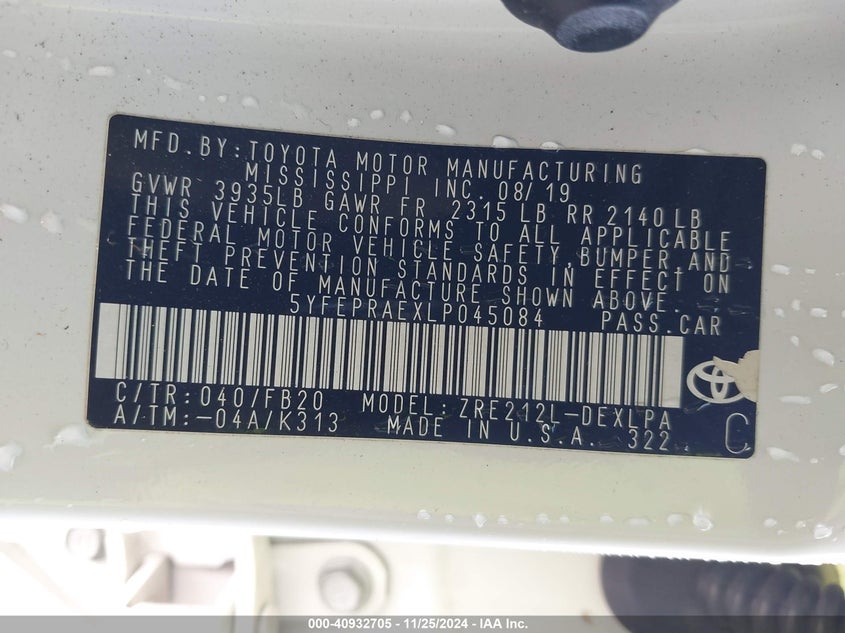 MFD.BY:TOYOTA MOTOR MANUFACTURING
MISSISSIPPI INC. 08/19
GVWR 3935LB GAWR FR 2315 LB RR 2140 LB
THIS VEHICLE CONFORMS TO ALL APPLICABLE
FEDERAL MOTOR VEHICLE SAFETY,BUMPER,AND
THEFT PREVENTION STANDARDS IN EFFECT ON
THE DATE OF MANUFACTURE SHOWN ABOVE.
5YFEPRAEXLP045084 PASS.CAR
C/TR: 040/FB20 MODEL: ZRE212L-DEXLPA
A/TM:-04A/K313 MADE IN U.S.A. 322 C
000-40932705 - 11/25/2024 - IAA Inc.